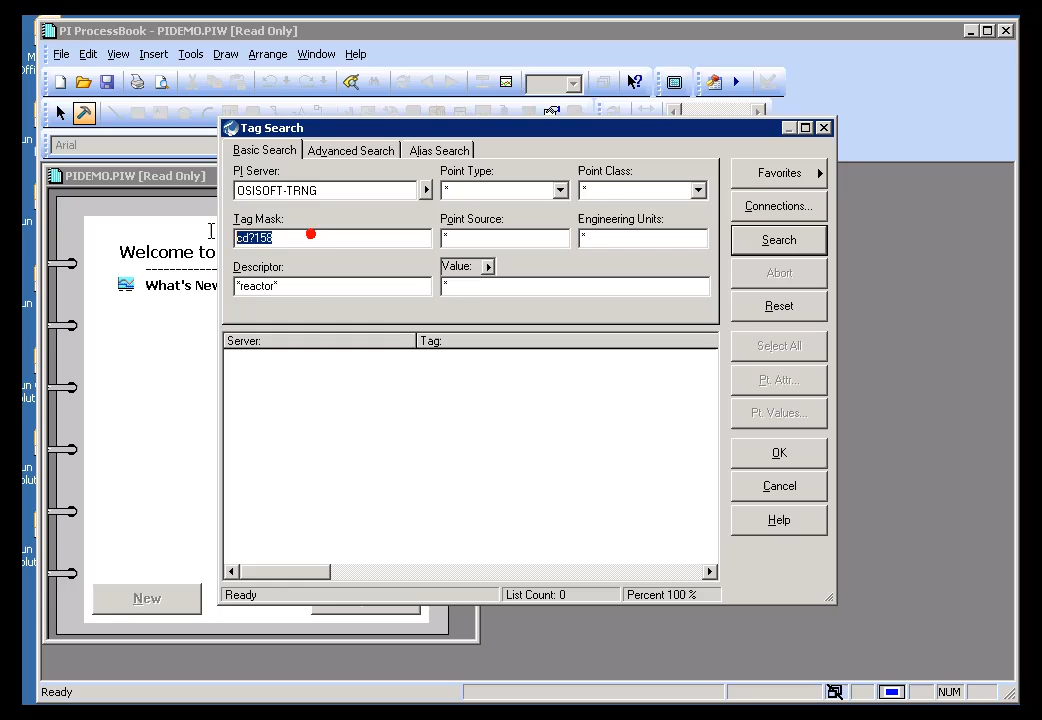 PI ProcessBook - PIDEMO.PIW [Read Only]
File Edit View Insert Tools Draw Arrange Window Help
Arial
PIDEMO.PIW [Read Only]
Welcome to
What's New
New
Tag Search
Basic Search Advanced Search Alias Search
PI Server: Point Type: Point Class:
OSISOFT-TRNG * *
Tag Mask: Point Source: Engineering Units:
cd?158 * *
Descriptor: Value:
*reactor* *
Server: Tag:
Ready List Count: 0 Percent 100 %
Favorites
Connections...
Search
Abort
Reset
Select All
Pt. Attr...
Pt. Values...
OK
Cancel
Help
Ready NUM